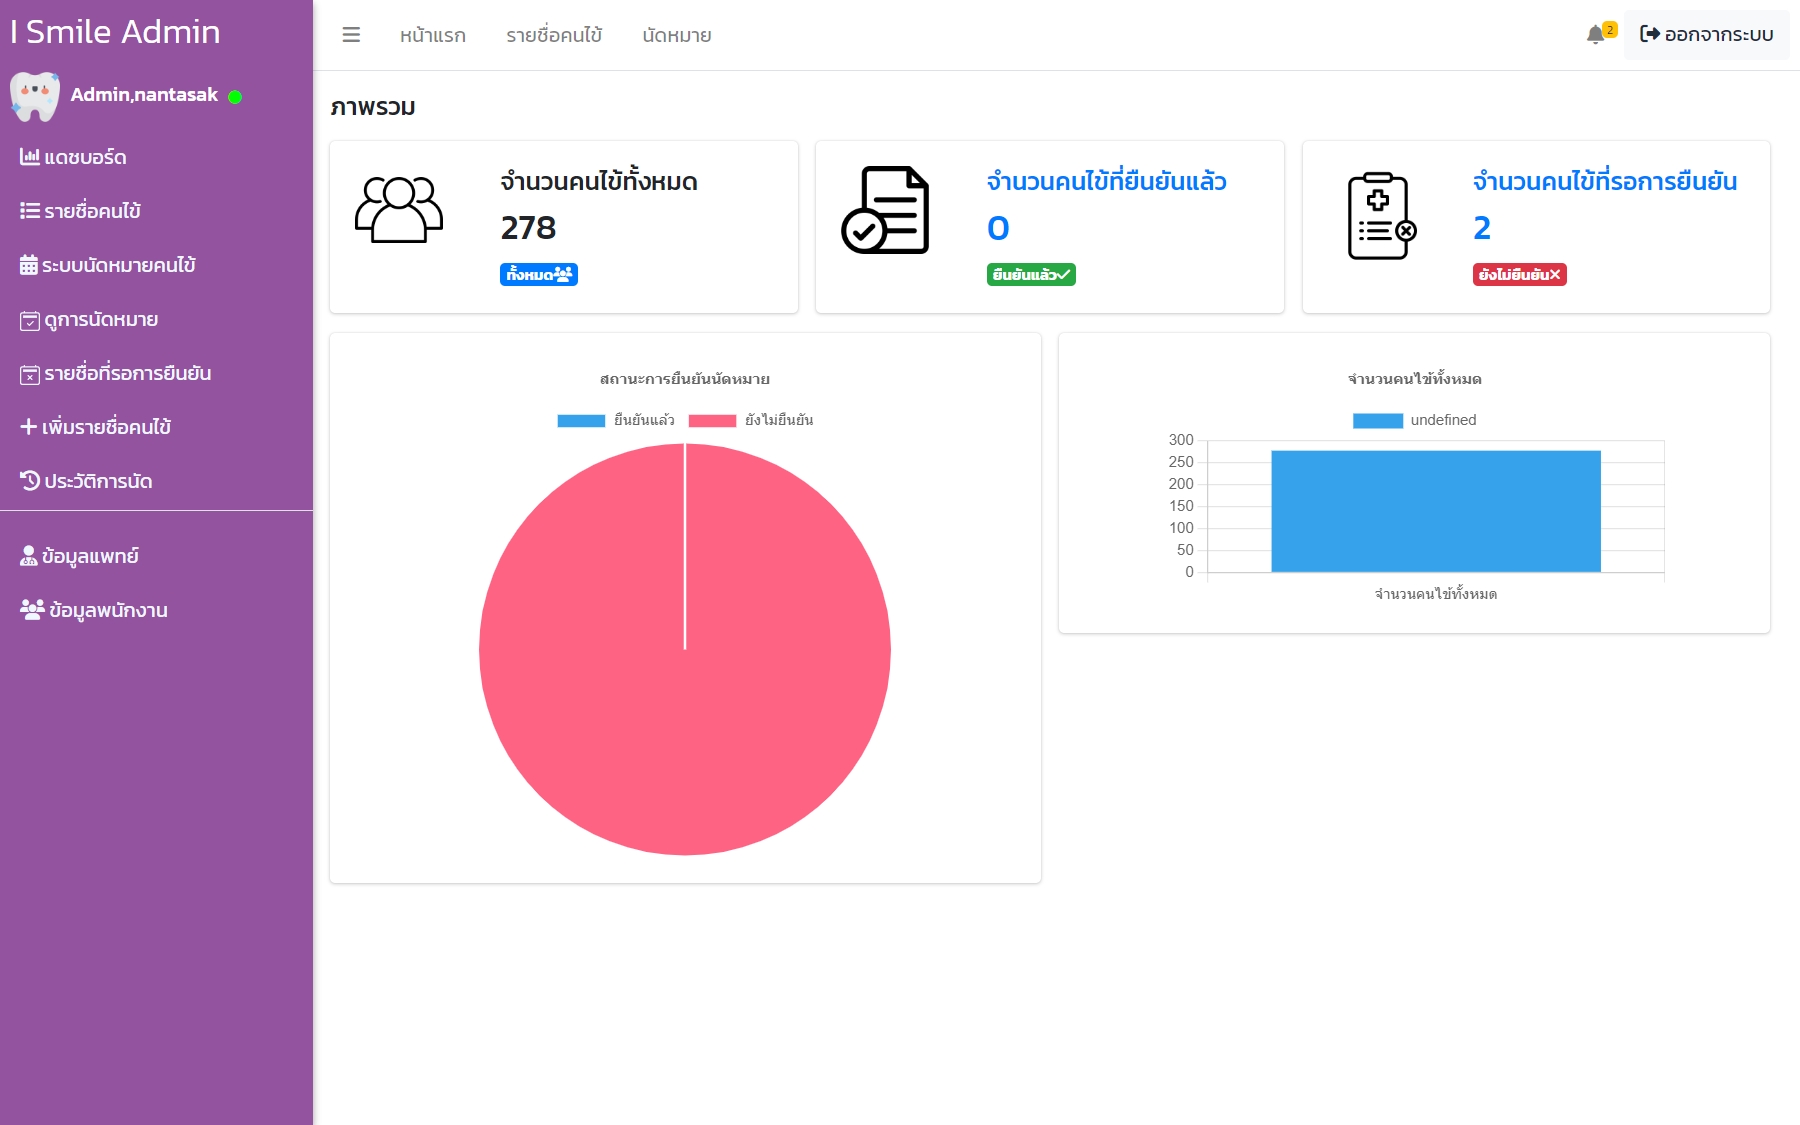 I Smile Admin
Admin,nantasak
แดชบอร์ด
รายชื่อคนไข้
ระบบนัดหมายคนไข้
ดูการนัดหมาย
รายชื่อที่รอการยืนยัน
เพิ่มรายชื่อคนไข้
ประวัติการนัด
ข้อมูลแพทย์
ข้อมูลพนักงาน
หน้าแรก รายชื่อคนไข้ นัดหมาย
2 ออกจากระบบ
ภาพรวม
จำนวนคนไข้ทั้งหมด
278
ทั้งหมด
จำนวนคนไข้ที่ยืนยันแล้ว
0
ยืนยันแล้ว
จำนวนคนไข้ที่รอการยืนยัน
2
ยังไม่ยืนยัน
สถานะการยืนยันนัดหมาย
ยืนยันแล้ว ยังไม่ยืนยัน
จำนวนคนไข้ทั้งหมด
undefined
300
250
200
150
100
50
0
จำนวนคนไข้ทั้งหมด